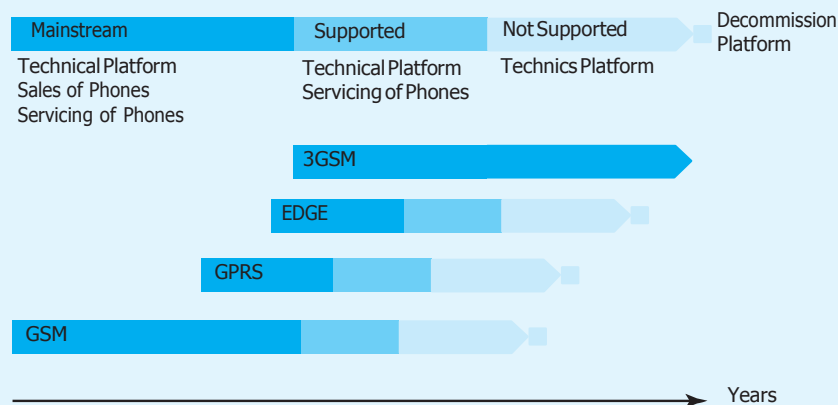 Mainstream
Supported
Not Supported
Decommission
Platform
Technical Platform
Sales of Phones
Servicing of Phones
Technical Platform
Servicing of Phones
Technics Platform
3GSM
EDGE
GPRS
GSM
Years